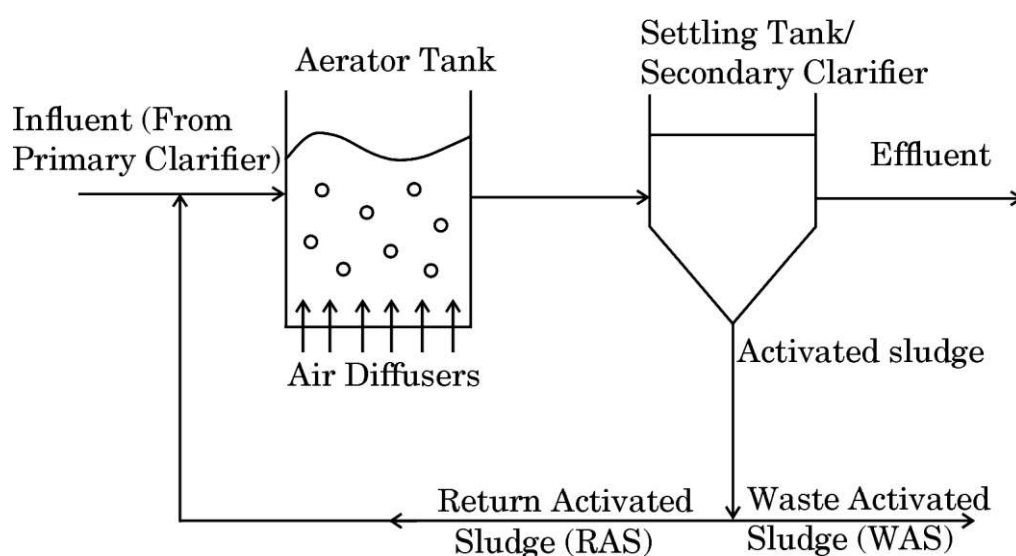 Aerator Tank
Settling Tank/
Secondary Clarifier
Influent (From
Primary Clarifier)
Effluent
Air Diffusers
Activated sludge
Return Activated
Sludge (RAS)
Waste Activated
Sludge (WAS)